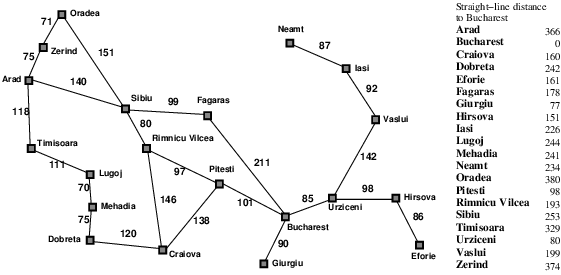 Oradea
71
Zerind
151
75
Arad
140
118
Sibiu
99
Fagaras
80
Rimnicu Vilcea
Timisoara
111
Lugoj
70
Mehadia
75
Dobreta
120
Craiova
146
97
Pitesti
138
101
211
Bucharest
90
Giurgiu
85
Urziceni
98
Hirsova
86
Eforie
142
Vaslui
92
Iasi
87
Neamt
Straight-line distance
to Bucharest
Arad 366
Bucharest 0
Craiova 160
Dobreta 242
Eforie 161
Fagaras 178
Giurgiu 77
Hirsova 151
Iasi 226
Lugoj 244
Mehadia 241
Neamt 234
Oradea 380
Pitesti 98
Rimnicu Vilcea 193
Sibiu 253
Timisoara 329
Urziceni 80
Vaslui 199
Zerind 374